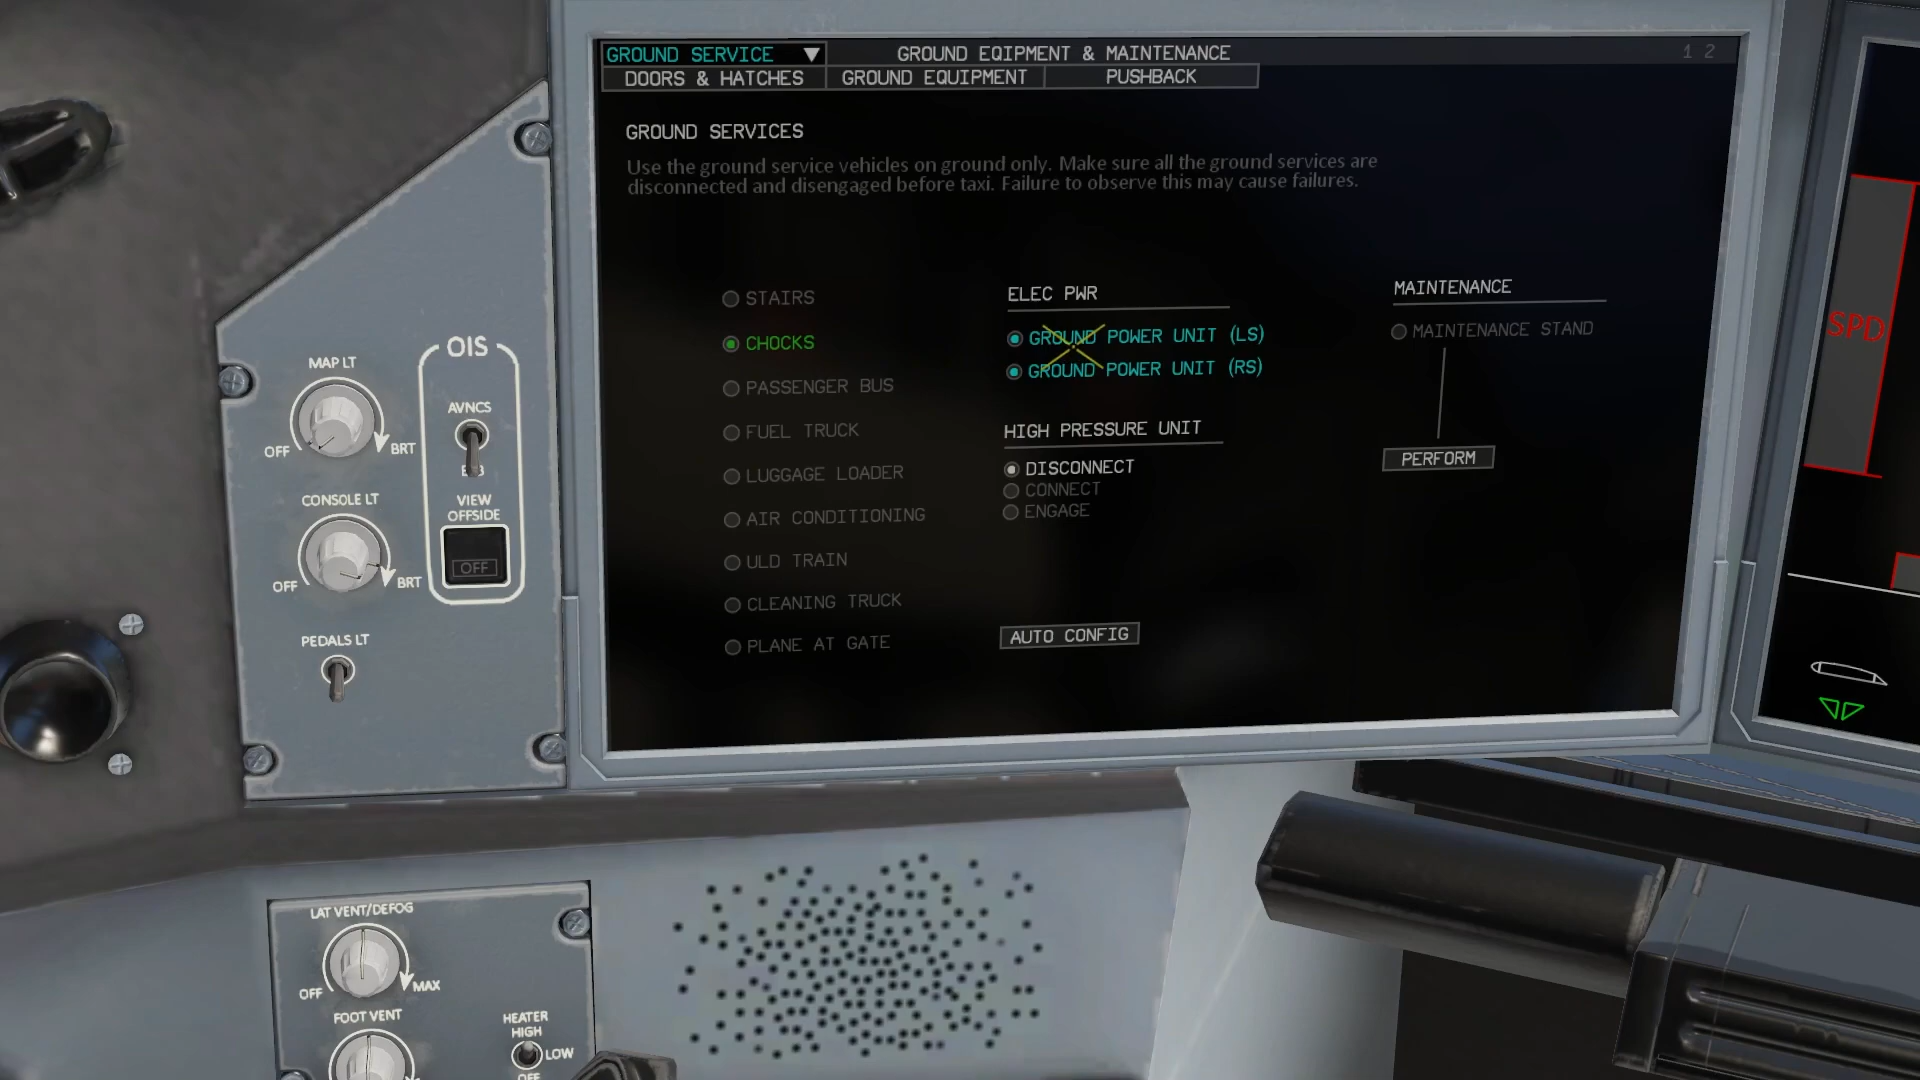 GROUND SERVICE ▼
GROUND EQIPMENT & MAINTENANCE
1 2
DOORS & HATCHES
GROUND EQUIPMENT
PUSHBACK
GROUND SERVICES
Use the ground service vehicles on ground only. Make sure all the ground services are
disconnected and disengaged before taxi. Failure to observe this may cause failures.
STAIRS
CHOCKS
PASSENGER BUS
FUEL TRUCK
LUGGAGE LOADER
AIR CONDITIONING
ULD TRAIN
CLEANING TRUCK
PLANE AT GATE
ELEC PWR
GROUND POWER UNIT (LS)
GROUND POWER UNIT (RS)
HIGH PRESSURE UNIT
DISCONNECT
CONNECT
ENGAGE
AUTO CONFIG
MAINTENANCE
MAINTENANCE STAND
PERFORM
SPD
OIS
MAP LT
OFF
BRT
AVNCS
VIEW
OFFSIDE
OFF
CONSOLE LT
OFF
BRT
PEDALS LT
LAT VENT/DEFOG
OFF
MAX
FOOT VENT
HEATER
HIGH
LOW
OFF